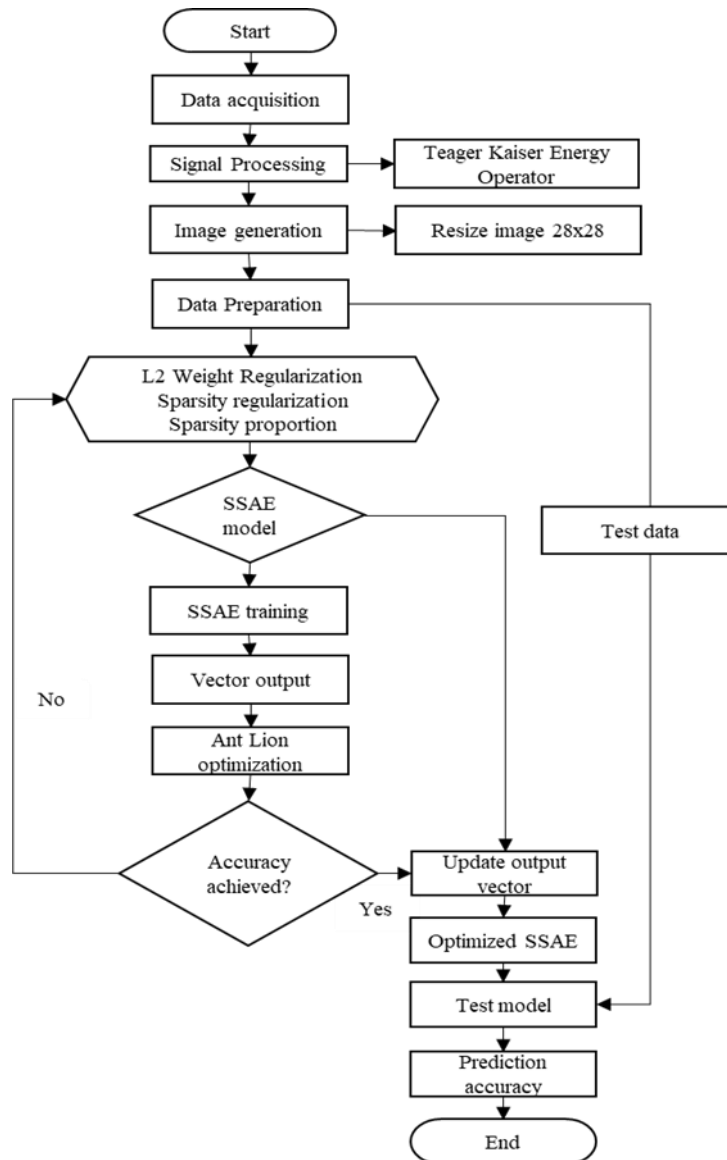 Start
Data acquisition
Signal Processing
Teager Kaiser Energy
Operator
Image generation
Resize image 28x28
Data Preparation
L2 Weight Regularization
Sparsity regularization
Sparsity proportion
SSAE
model
Test data
SSAE training
Vector output
No
Ant Lion
optimization
Accuracy
achieved?
Yes
Update output
vector
Optimized SSAE
Test model
Prediction
accuracy
End